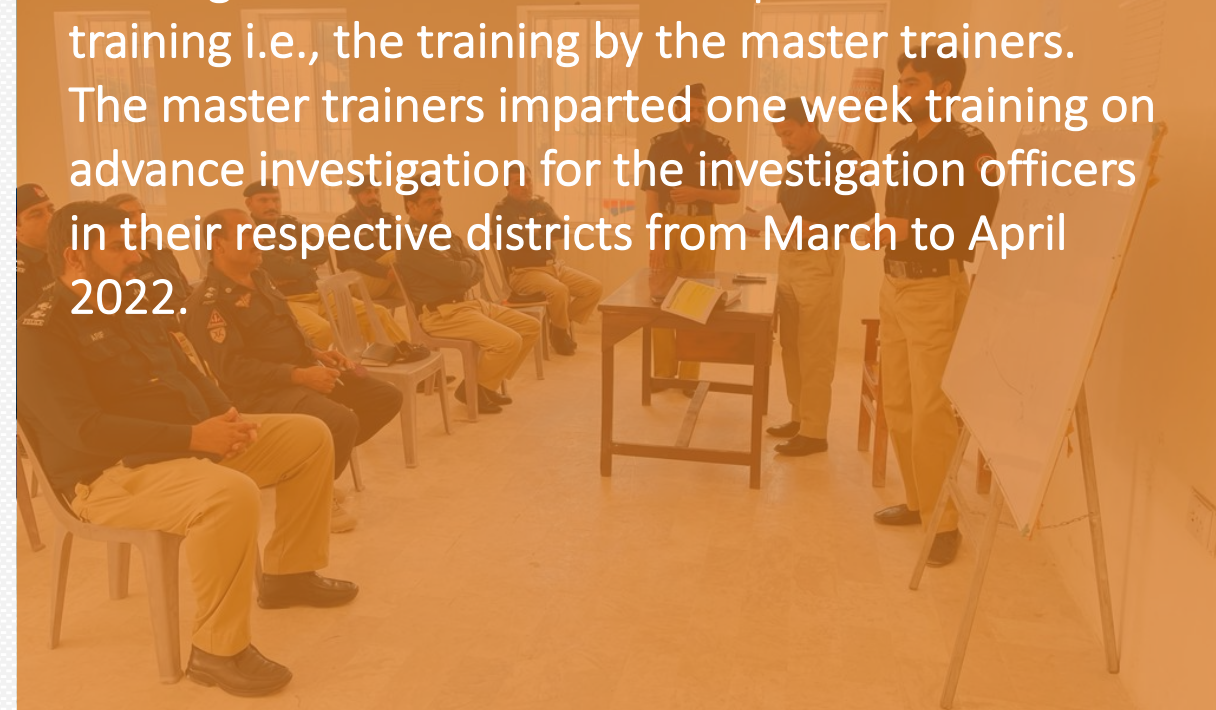 training i.e., the training by the master trainers.
The master trainers imparted one week training on
advance investigation for the investigation officers
in their respective districts from March to April
2022.